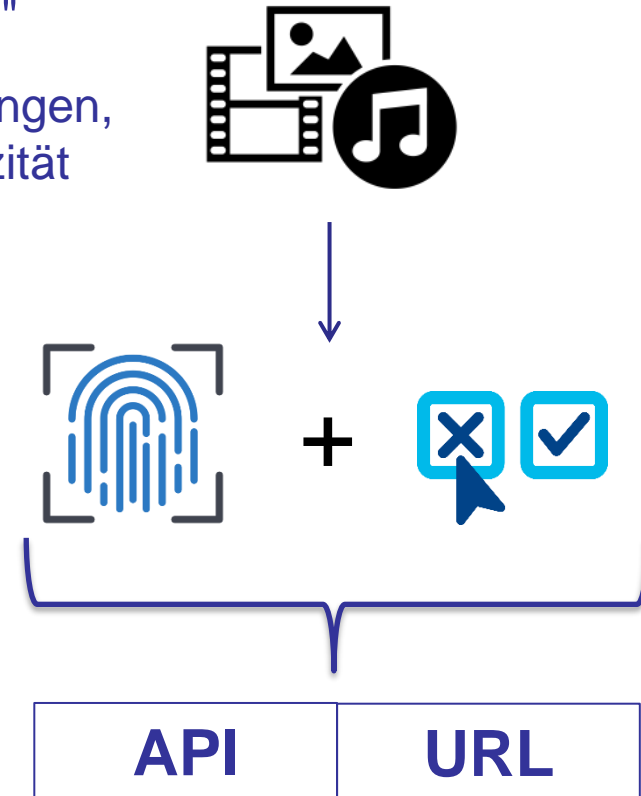 "
ngen,
zität
+
API
URL